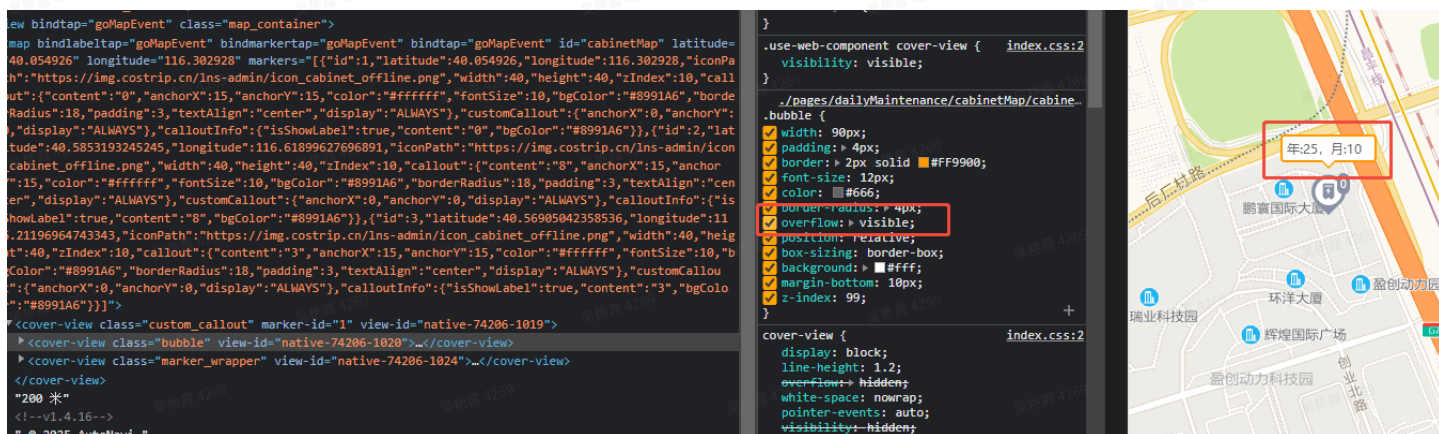 iew bindtap="goMapEvent" class="map_container">
map bindlabeltap="goMapEvent" bindmarkertap="goMapEvent" bindtap="goMapEvent" id="cabinetMap" latitude=
"40.054926" longitude="116.302928" markers="[{"id":1,"latitude":40.054926,"longitude":116.302928,"iconPa
th":"https://img.costrip.cn/lns-admin/icon_cabinet_offline.png","width":40,"height":40,"zIndex":10,"call
out":{"content":"0","anchorX":15,"anchorY":15,"color":"#ffffff","fontSize":10,"bgColor":"#8991A6","borde
rRadius":18,"padding":3,"textAlign":"center","display":"ALWAYS"},"customCallout":{"anchorX":0,"anchorY":
0,"display":"ALWAYS"},"calloutInfo":{"isShowLabel":true,"content":"0","bgColor":"#8991A6"}},{"id":2,"lat
itude":40.5853193245245,"longitude":116.61899627696891,"iconPath":"https://img.costrip.cn/lns-admin/icon
_cabinet_offline.png","width":40,"height":40,"zIndex":10,"callout":{"content":"8","anchorX":15,"anchor
Y":15,"color":"#ffffff","fontSize":10,"bgColor":"#8991A6","borderRadius":18,"padding":3,"textAlign":"cen
ter","display":"ALWAYS"},"customCallout":{"anchorX":0,"anchorY":0,"display":"ALWAYS"},"calloutInfo":{"is
ShowLabel":true,"content":"8","bgColor":"#8991A6"}},{"id":3,"latitude":40.56905042358536,"longitude":11
6.21196964743343,"iconPath":"https://img.costrip.cn/lns-admin/icon_cabinet_offline.png","width":40,"heig
ht":40,"zIndex":10,"callout":{"content":"3","anchorX":15,"anchorY":15,"color":"#ffffff","fontSize":10,"b
gColor":"#8991A6","borderRadius":18,"padding":3,"textAlign":"center","display":"ALWAYS"},"customCallou
t":{"anchorX":0,"anchorY":0,"display":"ALWAYS"},"calloutInfo":{"isShowLabel":true,"content":"3","bgColo
r":"#8991A6"}}]">
<cover-view class="custom_callout" marker-id="1" view-id="native-74206-1019">
<cover-view class="bubble" view-id="native-74206-1020">…</cover-view>
<cover-view class="marker_wrapper" view-id="native-74206-1024">…</cover-view>
</cover-view>
"200 米"
<!--v1.4.16-->
" © 2025 AutoNavi "
}
.use-web-component cover-view { index.css:2
visibility: visible;
}
./pages/dailyMaintenance/cabinetMap/cabine…
.bubble {
width: 90px;
padding: 4px;
border: 2px solid #FF9900;
font-size: 12px;
color: #666;
border-radius: 4px;
overflow: visible;
position: relative;
box-sizing: border-box;
background: #fff;
margin-bottom: 10px;
z-index: 99;
}
cover-view { index.css:2
display: block;
line-height: 1.2;
overflow: hidden;
white-space: nowrap;
pointer-events: auto;
visibility: hidden;
年:25, 月:10
0
后厂村路
鹏寰国际大厦
盈创动力园
环洋大厦
瑞业科技园
辉煌国际广场
盈创动力科技园
创业北路
吴艳霞 4269